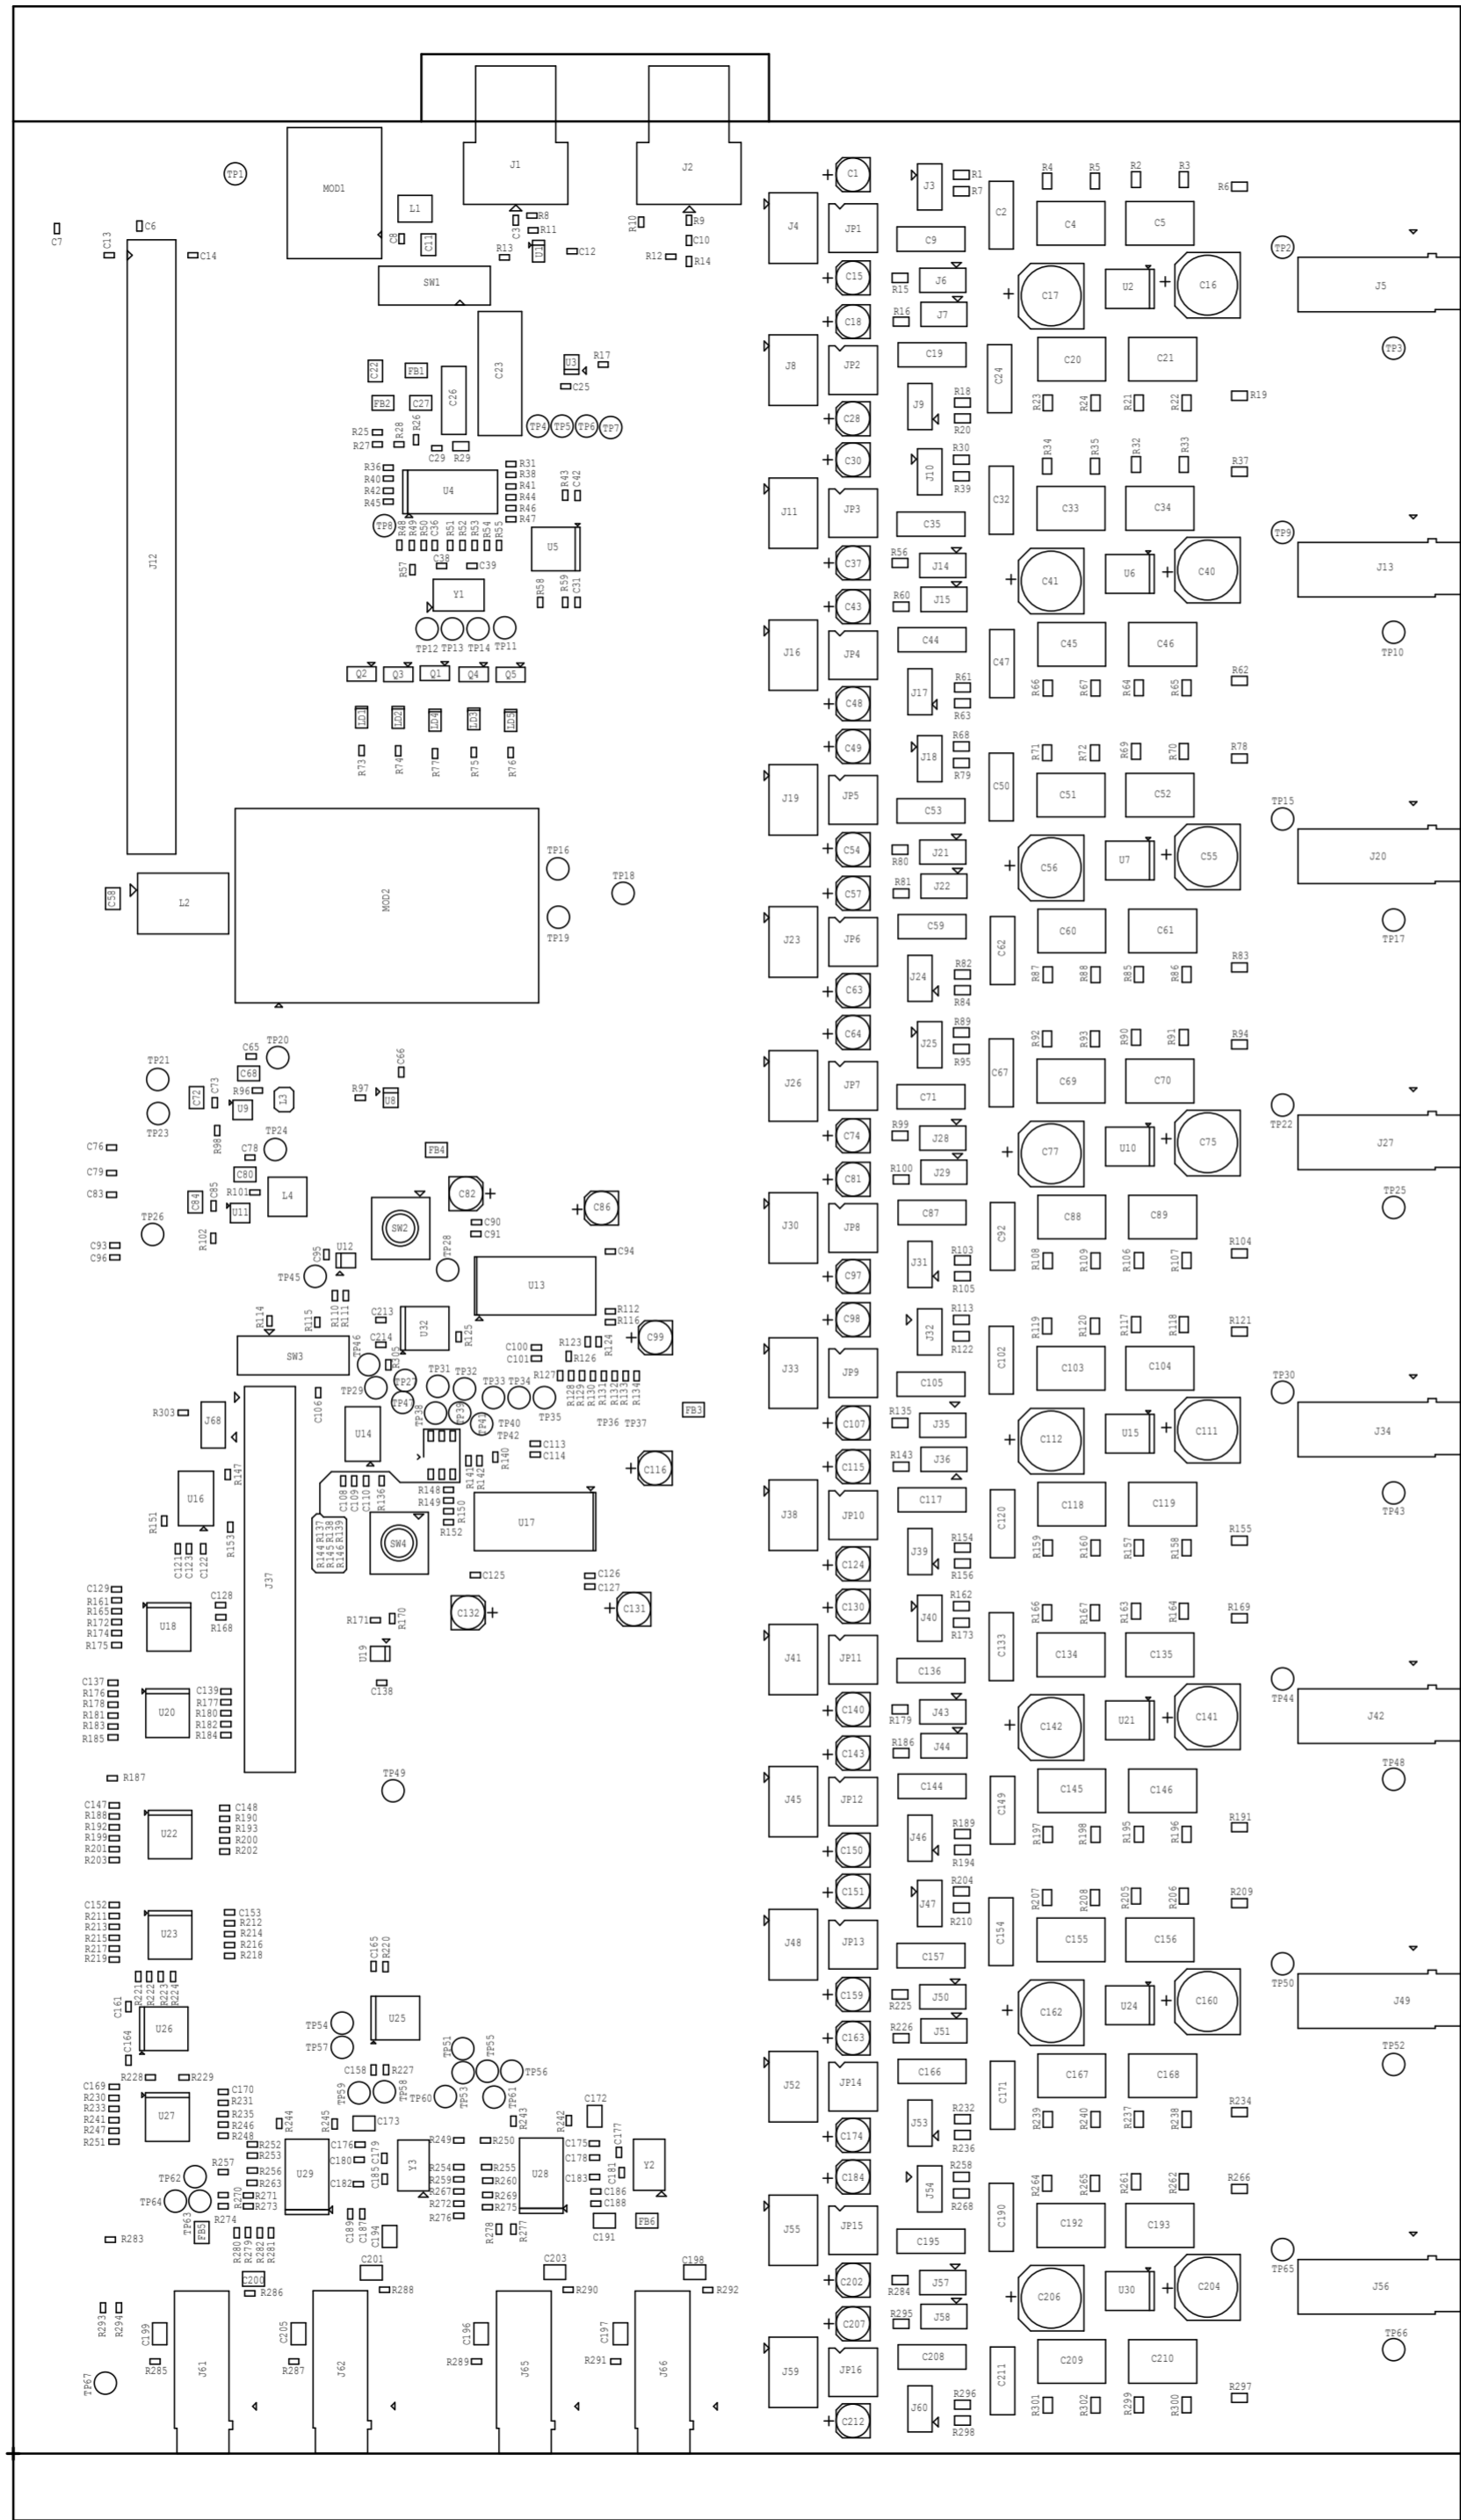 J1
J2
TP1
MOD1
C1
J3
R1
R7
R4
R5
R2
R3
R6
L1
C3
R8
R11
R10
R9
C10
C2
C4
C5
C7
C6
C13
C14
C8
C11
R13
U1
C12
R12
R14
J4
JP1
C9
TP2
SW1
C15
R15
J6
C17
U2
C16
J5
C18
R16
J7
C22
FB1
C26
C23
U3
R17
C25
J8
JP2
C19
C24
C20
C21
TP3
FB2
C27
J9
R18
R20
R23
R24
R21
R22
R19
R25
R27
R28
R26
C29
R29
TP4
TP5
TP6
TP7
C28
C30
J10
R30
R39
R34
R35
R32
R33
R37
R36
R40
R42
R45
U4
R31
R38
R41
R44
R46
R47
R43
C42
J11
JP3
C35
C32
C33
C34
TP8
R48
R49
R50
C36
R51
R52
R53
R54
R55
U5
TP9
J12
R57
C38
C39
C37
R56
J14
C41
U6
C40
J13
Y1
R58
R59
C31
C43
R60
J15
TP12
TP13
TP14
TP11
J16
JP4
C44
C47
C45
C46
TP10
Q2
Q3
Q1
Q4
Q5
J17
R61
R63
R66
R67
R64
R65
R62
LD1
LD2
LD4
LD3
LD5
C48
R73
R74
R77
R75
R76
C49
J18
R68
R79
R71
R72
R69
R70
R78
J19
JP5
C53
C50
C51
C52
TP15
C54
R80
J21
C56
U7
C55
J20
TP16
TP18
C57
R81
J22
C58
L2
MOD2
TP19
J23
JP6
C59
C62
C60
C61
TP17
J24
R82
R84
R87
R88
R85
R86
R83
C63
C64
J25
R89
R95
R92
R93
R90
R91
R94
TP21
C65
TP20
C68
C66
C72
C73
R96
U9
L3
R97
U8
J26
JP7
C71
C67
C69
C70
TP22
TP23
R98
TP24
C76
C78
FB4
C74
R99
J28
C77
U10
C75
J27
C79
C80
C83
C84
C85
R101
U11
L4
C82
C86
C81
R100
J29
TP26
R102
SW2
C90
C91
J30
JP8
C87
C92
C88
C89
TP25
C93
C96
C95
U12
TP28
C94
J31
R103
R105
R108
R109
R106
R107
R104
TP45
U13
C97
R114
R115
R110
R111
C213
U32
R125
R112
R116
C98
J32
R113
R122
R119
R120
R117
R118
R121
SW3
TP46
C214
R305
C100
C101
R123
R124
R126
C99
J33
JP9
C105
C102
C103
C104
TP30
TP29
TP27
TP47
TP31
TP32
TP33
TP34
TP35
R127
R128
R129
R130
R131
R132
R133
R134
R303
J68
C106
TP38
TP39
TP41
TP40
TP42
TP36
TP37
FB3
C107
R135
J35
C112
U15
C111
J34
U14
C113
C114
R140
R141
R142
C115
R143
J36
U16
R147
C108
C109
C110
R136
R148
R149
R150
R152
C116
J38
JP10
C117
C120
C118
C119
TP43
R151
R153
R144
R137
R145
R138
R146
R139
SW4
U17
J39
R154
R156
R159
R160
R157
R158
R155
C121
C123
C122
J37
C125
C126
C127
C124
C129
R161
R165
R172
R174
R175
U18
C128
R168
R171
R170
C132
C131
C130
J40
R162
R173
R166
R167
R163
R164
R169
U19
C138
J41
JP11
C136
C133
C134
C135
TP44
C137
R176
R178
R181
R183
R185
U20
C139
R177
R180
R182
R184
C140
R179
J43
C142
U21
C141
J42
C143
R186
J44
R187
TP49
J45
JP12
C144
C149
C145
C146
TP48
C147
R188
R192
R199
R201
R203
U22
C148
R190
R193
R200
R202
J46
R189
R194
R197
R198
R195
R196
R191
C150
C152
R211
R213
R215
R217
R219
U23
C153
R212
R214
R216
R218
C151
J47
R204
R210
R207
R208
R205
R206
R209
C165
R220
J48
JP13
C157
C154
C155
C156
TP50
C161
R221
R222
R223
R224
U26
C164
TP54
TP57
U25
C159
R225
J50
C162
U24
C160
J49
TP51
TP55
C163
R226
J51
R228
R229
C158
R227
TP56
J52
JP14
C166
C171
C167
C168
TP52
C169
R230
R233
R241
R247
R251
U27
C170
R231
R235
R246
R248
R244
R245
TP59
TP58
TP60
TP53
TP61
C173
R243
R242
C172
J53
R232
R236
R239
R240
R237
R238
R234
R252
R253
R256
R263
R271
R273
U29
C176
C180
C182
C179
C185
Y3
R249
R250
R254
R259
R267
R272
R276
R255
R260
R269
R275
U28
C175
C178
C183
C186
C188
C177
C181
Y2
C174
C184
J54
R258
R268
R264
R265
R261
R262
R266
R257
TP62
TP64
TP63
R270
R274
FB5
R280
R279
R282
R281
C189
C187
C194
R278
R277
C191
FB6
J55
JP15
C195
C190
C192
C193
TP65
R283
C200
R286
C201
R288
C203
R290
C198
R292
C202
R284
J57
C206
U30
C204
J56
R293
R294
C199
C205
C196
C197
C207
R295
J58
R285
R287
R289
R291
J61
J62
J65
J66
TP67
J59
JP16
C208
C211
C209
C210
TP66
J60
R296
R298
R301
R302
R299
R300
R297
C212